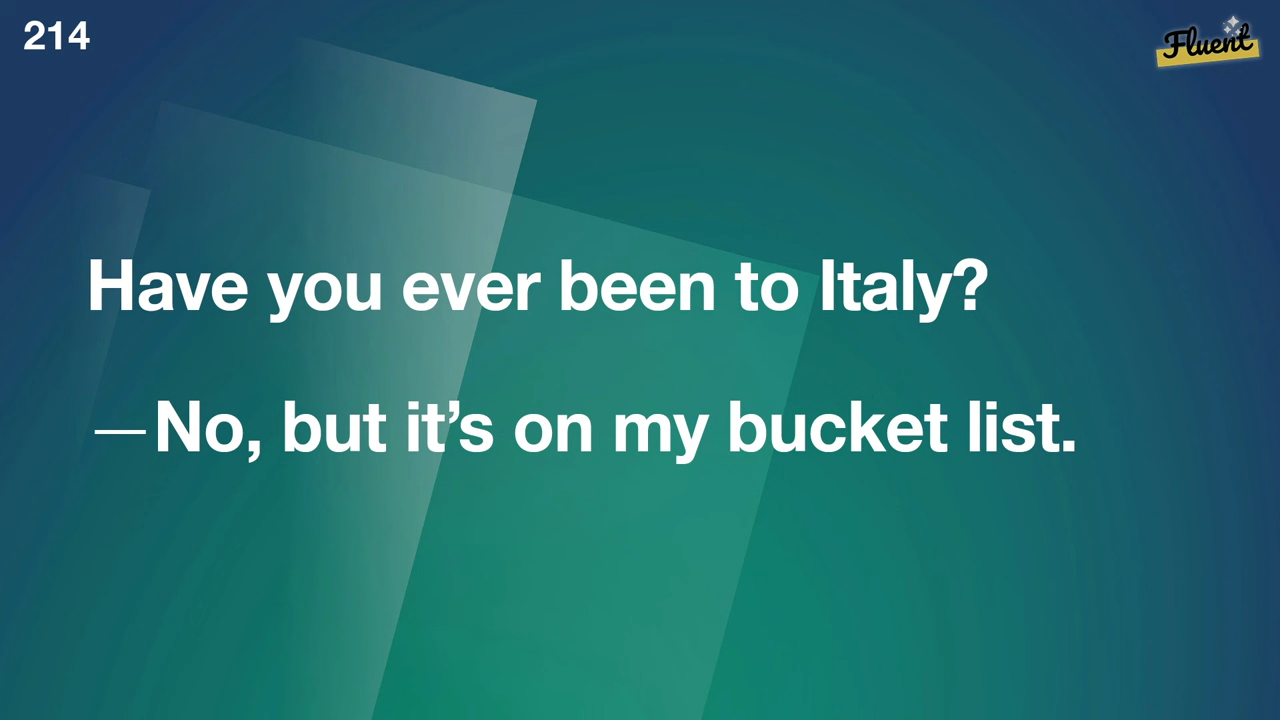 214
Fluent
Have you ever been to Italy?
—No, but it’s on my bucket list.